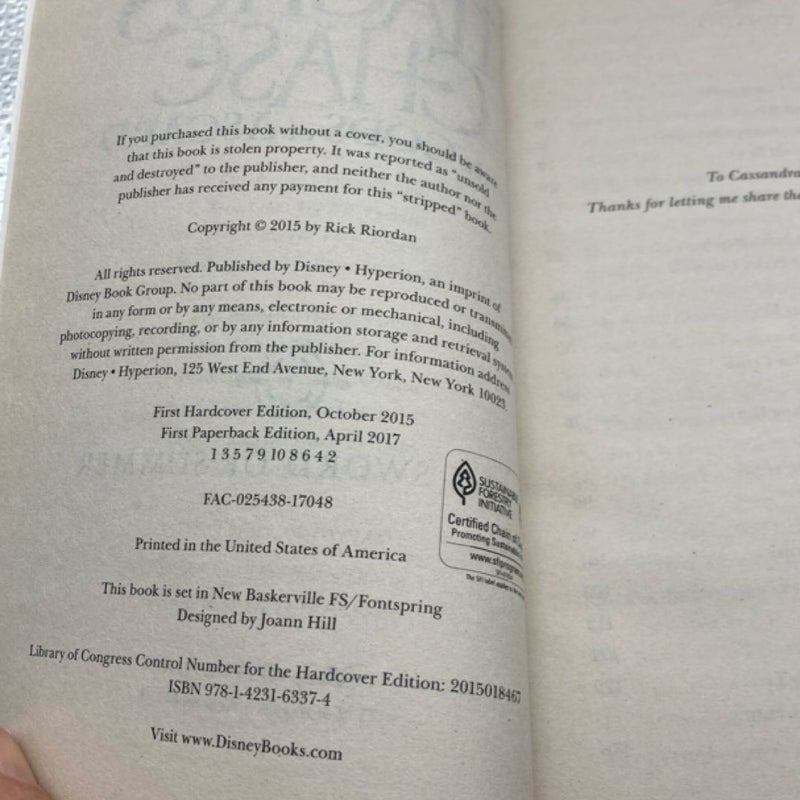 If you purchased this book without a cover, you should be aware
that this book is stolen property. It was reported as "unsold
and destroyed" to the publisher, and neither the author nor the
publisher has received any payment for this "stripped" book.
Copyright © 2015 by Rick Riordan
All rights reserved. Published by Disney • Hyperion, an imprint of
Disney Book Group. No part of this book may be reproduced or
in any form or by any means, electronic or mechanical, including
photocopying, recording, or by any information storage and retrieval
without written permission from the publisher. For information address
Disney • Hyperion, 125 West End Avenue, New York, New York 10023.
First Hardcover Edition, October 2015
First Paperback Edition, April 2017
1 3 5 7 9 10 8 6 4 2
FAC-025438-17048
Printed in the United States of America
This book is set in New Baskerville FS/Fontspring
Designed by Joann Hill
Library of Congress Control Number for the Hardcover Edition: 2015018467
ISBN 978-1-4231-6337-4
Visit www.DisneyBooks.com
SUSTAINABLE
FORESTRY
INITIATIVE
Certified Chain of
Promoting
To Cassandra
Thanks for letting me share